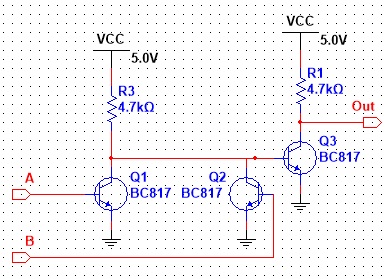 VCC
5.0V
VCC
5.0V
R3
4.7kΩ
R1
4.7kΩ
Out
Q3
BC817
A
Q1
BC817
Q2
BC817
B